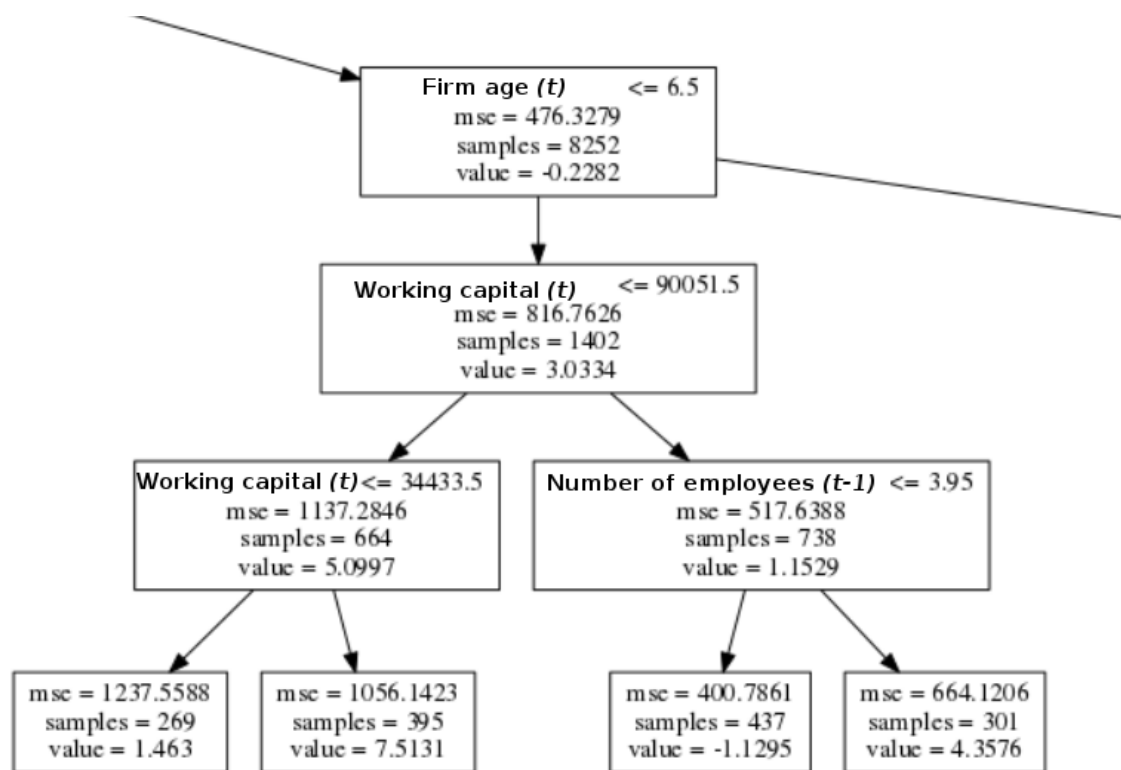 Firm age (t) <= 6.5
mse = 476.3279
samples = 8252
value = -0.2282
Working capital (t) <= 90051.5
mse = 816.7626
samples = 1402
value = 3.0334
Working capital (t) <= 34433.5
mse = 1137.2846
samples = 664
value = 5.0997
Number of employees (t-1) <= 3.95
mse = 517.6388
samples = 738
value = 1.1529
mse = 1237.5588
samples = 269
value = 1.463
mse = 1056.1423
samples = 395
value = 7.5131
mse = 400.7861
samples = 437
value = -1.1295
mse = 664.1206
samples = 301
value = 4.3576